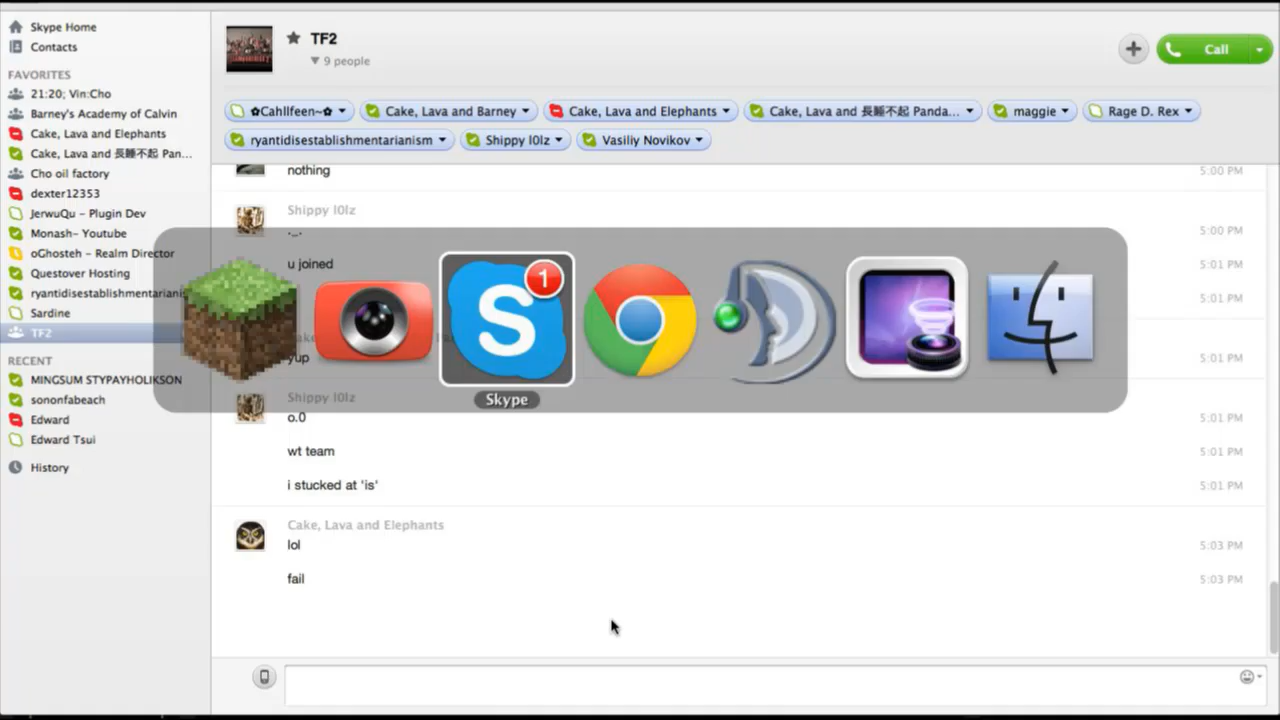 Skype Home
Contacts
FAVORITES
21:20; Vin:Cho
Barney's Academy of Calvin
Cake, Lava and Elephants
Cake, Lava and 長睡不起 Pan...
Cho oil factory
dexter12353
JerwuQu - Plugin Dev
Monash- Youtube
oGhosteh - Realm Director
Questover Hosting
ryantidisestablishmentarianis
Sardine
TF2
RECENT
MINGSUM STYPAYHOLIKSON
sononfabeach
Edward
Edward Tsui
History
TF2
9 people
Call
✿Cahllfeen~✿
Cake, Lava and Barney
Cake, Lava and Elephants
Cake, Lava and 長睡不起 Panda...
maggie
Rage D. Rex
ryantidisestablishmentarianism
Shippy l0lz
Vasiliy Novikov
nothing 5:00 PM
Shippy l0lz
._. 5:00 PM
u joined 5:01 PM
5:01 PM
yup 5:01 PM
1
Skype
Shippy l0lz
o.0 5:01 PM
wt team 5:01 PM
i stucked at 'is' 5:01 PM
Cake, Lava and Elephants
lol 5:03 PM
fail 5:03 PM